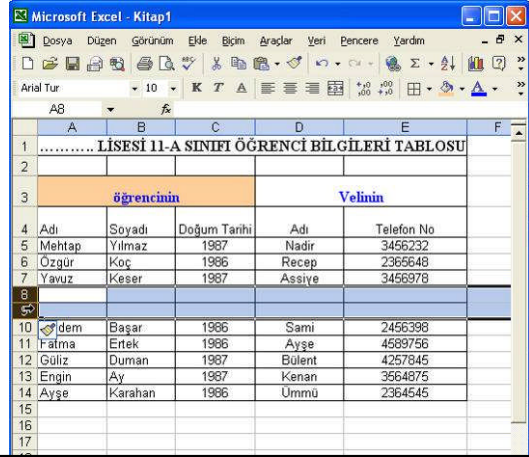 Microsoft Excel - Kitap1
Dosya Düzen Görünüm Ekle Biçim Araçlar Veri Pencere Yardım
Arial Tur 10 K T A
A8 fx
A B C D E F
1 ........... LİSESİ 11-A SINIFI ÖĞRENCİ BİLGİLERİ TABLOSU
2
3 öğrencinin Velinin
4 Adı Soyadı Doğum Tarihi Adı Telefon No
5 Mehtap Yılmaz 1987 Nadir 3456232
6 Özgür Koç 1986 Recep 2365648
7 Yavuz Keser 1987 Assiye 3456978
8
10 dem Başar 1986 Sami 2456398
11 Fatma Ertek 1986 Ayşe 4589756
12 Güliz Duman 1987 Bülent 4257845
13 Engin Ay 1987 Kenan 3564875
14 Ayşe Karahan 1986 Ümmü 2364545
15
16
17